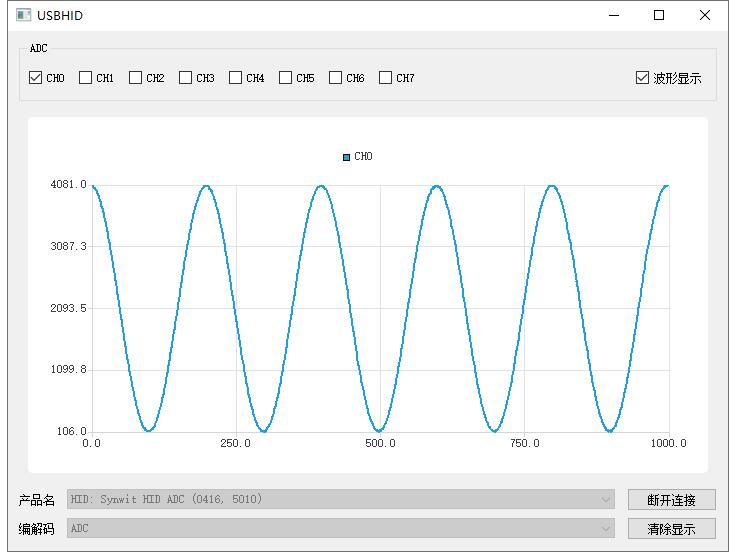 USBHID
ADC
CH0 CH1 CH2 CH3 CH4 CH5 CH6 CH7 波形显示
CH0
4081.0
3087.3
2093.5
1099.8
106.0
0.0 250.0 500.0 750.0 1000.0
产品名 HID: Synwit HID ADC (0416, 5010) 断开连接
编解码 ADC 清除显示